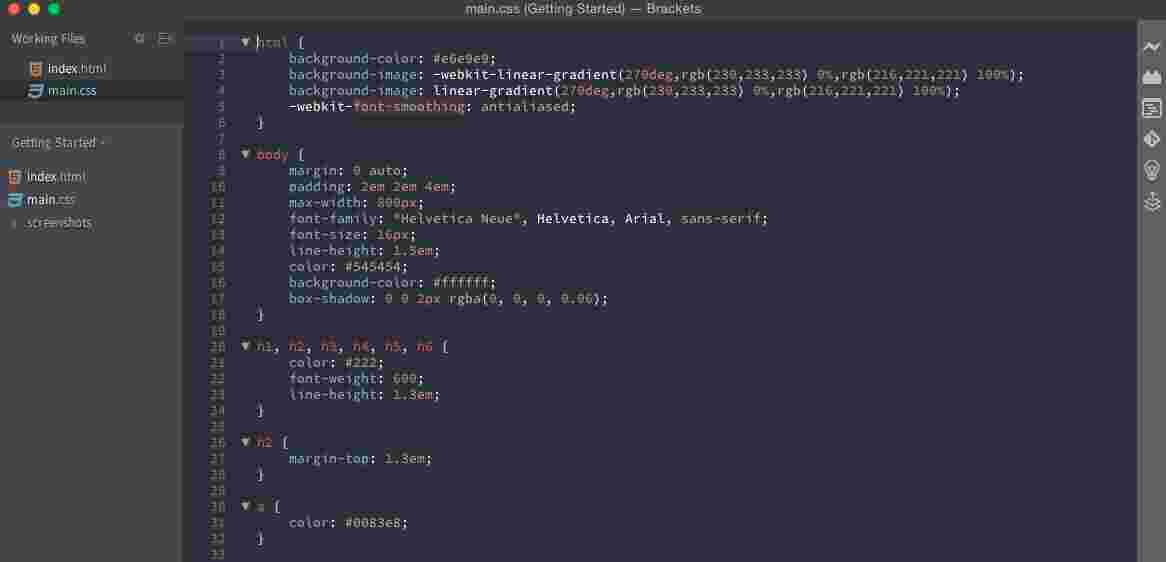 main.css (Getting Started) — Brackets
Working Files
index.html
main.css
Getting Started
index.html
main.css
screenshots
1 html {
2 background-color: #e6e9e9;
3 background-image: -webkit-linear-gradient(270deg,rgb(230,233,233) 0%,rgb(216,221,221) 100%);
4 background-image: linear-gradient(270deg,rgb(230,233,233) 0%,rgb(216,221,221) 100%);
5 -webkit-font-smoothing: antialiased;
6 }
7
8 body {
9 margin: 0 auto;
10 padding: 2em 2em 4em;
11 max-width: 800px;
12 font-family: "Helvetica Neue", Helvetica, Arial, sans-serif;
13 font-size: 16px;
14 line-height: 1.5em;
15 color: #545454;
16 background-color: #ffffff;
17 box-shadow: 0 0 2px rgba(0, 0, 0, 0.06);
18 }
19
20 h1, h2, h3, h4, h5, h6 {
21 color: #222;
22 font-weight: 600;
23 line-height: 1.3em;
24 }
25
26 h2 {
27 margin-top: 1.3em;
28 }
29
30 a {
31 color: #0083e8;
32 }
33